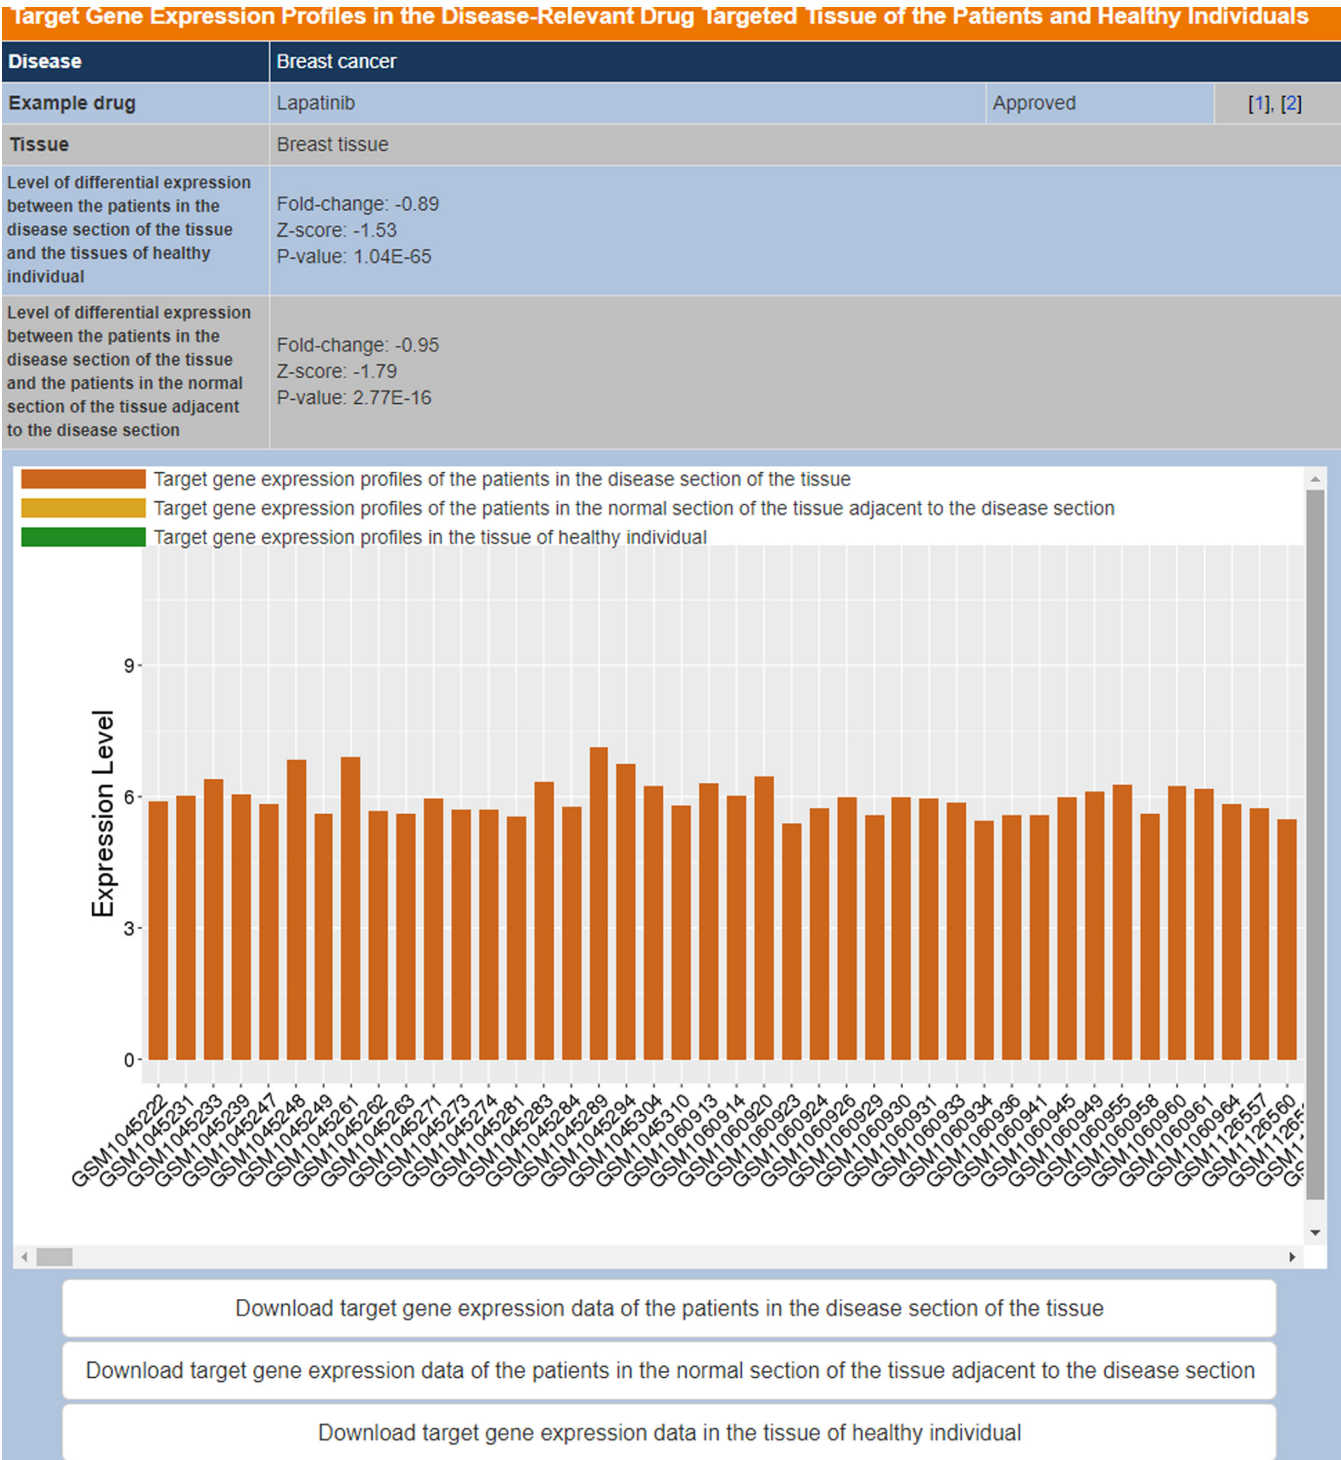 Target Gene Expression Profiles in the Disease-Relevant Drug Targeted Tissue of the Patients and Healthy Individuals
Disease Breast cancer
Example drug Lapatinib Approved [1], [2]
Tissue Breast tissue
Level of differential expression
between the patients in the
disease section of the tissue
and the tissues of healthy
individual
Fold-change: -0.89
Z-score: -1.53
P-value: 1.04E-65
Level of differential expression
between the patients in the
disease section of the tissue
and the patients in the normal
section of the tissue adjacent
to the disease section
Fold-change: -0.95
Z-score: -1.79
P-value: 2.77E-16
Target gene expression profiles of the patients in the disease section of the tissue
Target gene expression profiles of the patients in the normal section of the tissue adjacent to the disease section
Target gene expression profiles in the tissue of healthy individual
Expression Level
9
6
3
0
GSM1045222
GSM1045231
GSM1045233
GSM1045239
GSM1045247
GSM1045248
GSM1045249
GSM1045261
GSM1045262
GSM1045263
GSM1045271
GSM1045273
GSM1045274
GSM1045281
GSM1045283
GSM1045284
GSM1045289
GSM1045294
GSM1045304
GSM1045310
GSM1060913
GSM1060914
GSM1060920
GSM1060923
GSM1060924
GSM1060926
GSM1060929
GSM1060930
GSM1060931
GSM1060933
GSM1060934
GSM1060936
GSM1060941
GSM1060945
GSM1060949
GSM1060955
GSM1060958
GSM1060960
GSM1060961
GSM1060964
GSM1126557
GSM1126560
Download target gene expression data of the patients in the disease section of the tissue
Download target gene expression data of the patients in the normal section of the tissue adjacent to the disease section
Download target gene expression data in the tissue of healthy individual